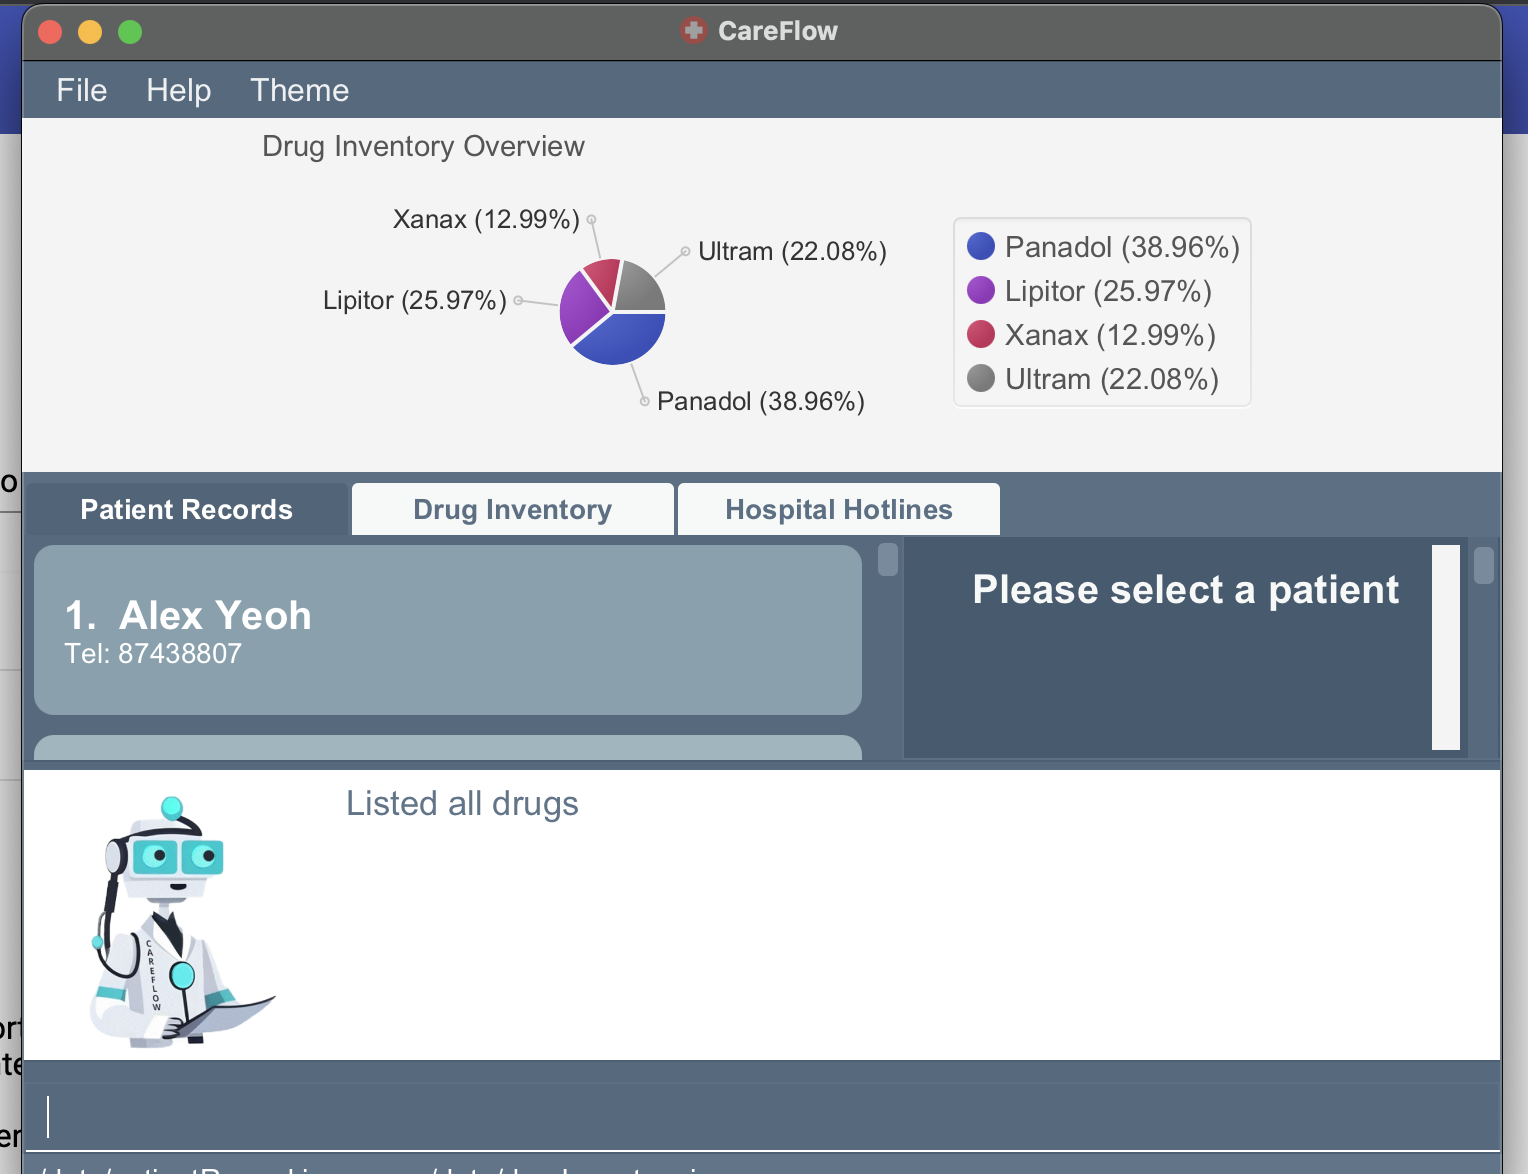 CareFlow
File Help Theme
Drug Inventory Overview
Xanax (12.99%)
Ultram (22.08%)
Lipitor (25.97%)
Panadol (38.96%)
Panadol (38.96%)
Lipitor (25.97%)
Xanax (12.99%)
Ultram (22.08%)
Patient Records Drug Inventory Hospital Hotlines
1. Alex Yeoh
Tel: 87438807
Please select a patient
Listed all drugs
CAREFLOW